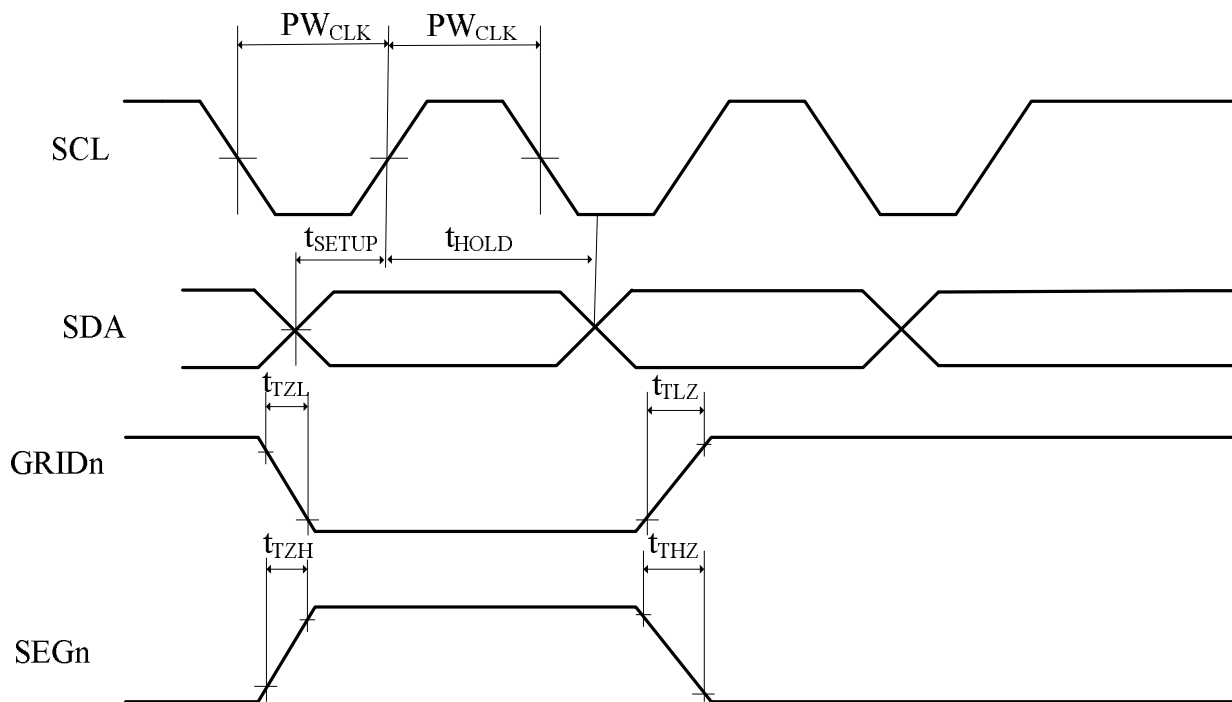 PWCLK PWCLK
SCL
tSETUP tHOLD
SDA
tTZL tTLZ
GRIDn
tTZH tTHZ
SEGn